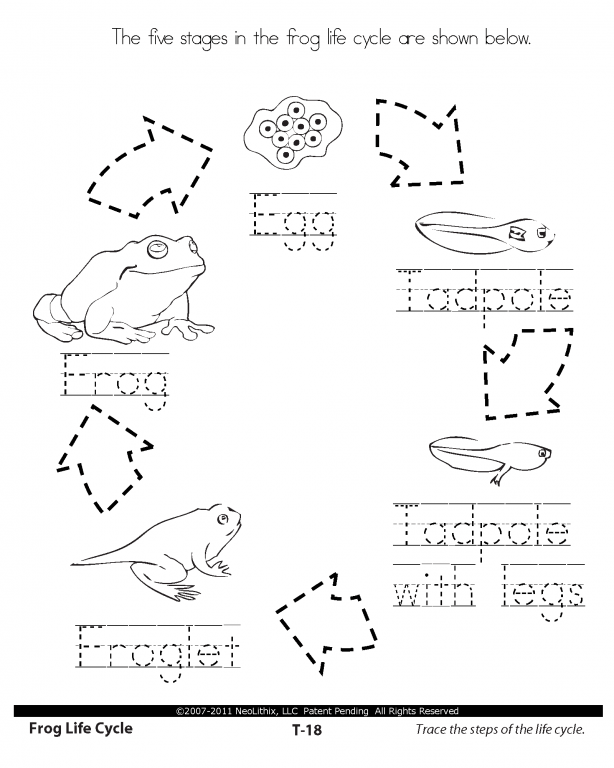 The five stages in the frog life cycle are shown below.
Egg
Tadpole
Frog
Tadpole
with legs
Froglet
©2007-2011 NeoLithix, LLC Patent Pending All Rights Reserved
Frog Life Cycle
T-18
Trace the steps of the life cycle.